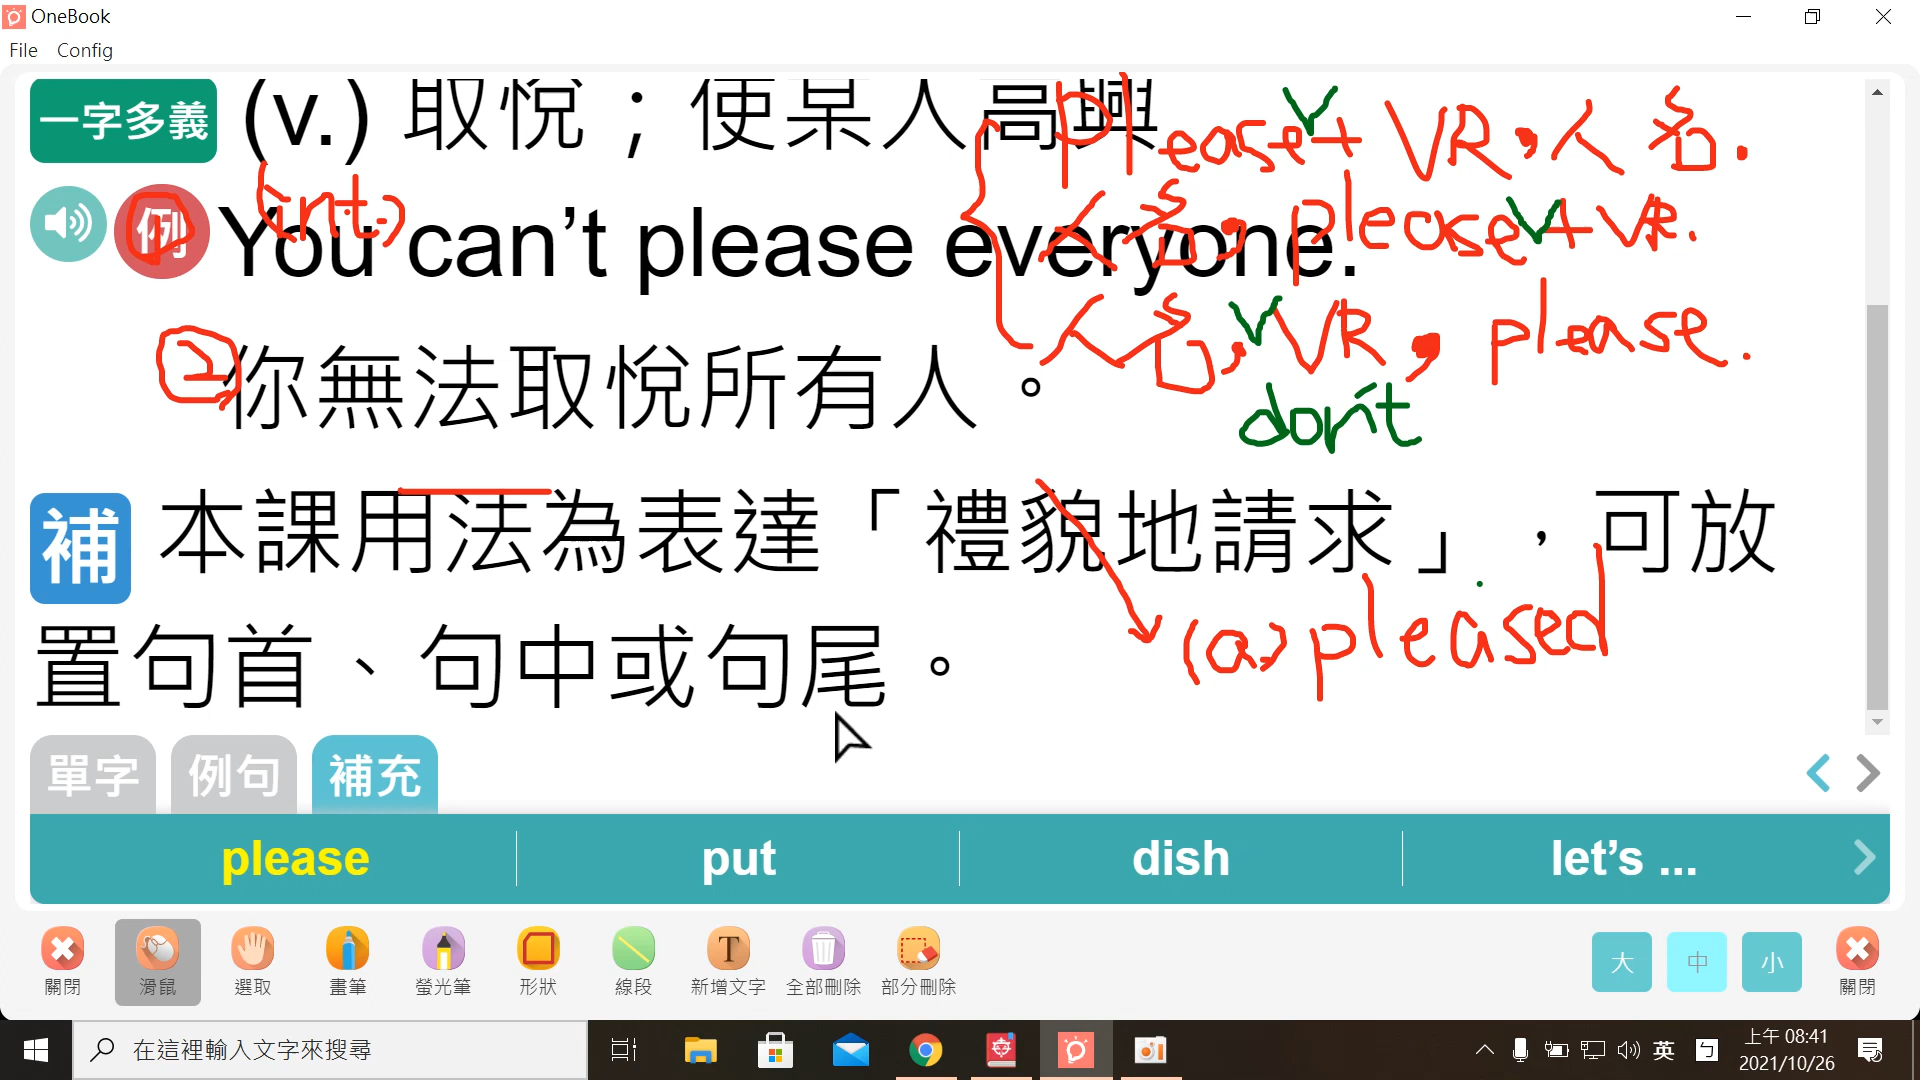 OneBook
File Config
一字多義 (v.) 取悅；使某人高興
please + VR, 人名.
(int.)
例 You can't please everyone.
人名, please + VR.
2 你無法取悅所有人。
人名, VR, please.
don't
補 本課用法為表達「禮貌地請求」，可放
置句首、句中或句尾。
(a) pleased
單字 例句 補充
please put dish let's ...
關閉 滑鼠 選取 畫筆 螢光筆 形狀 線段 新增文字 全部刪除 部分刪除 大 中 小 關閉
在這裡輸入文字來搜尋
英 ㄅ 上午 08:41
2021/10/26